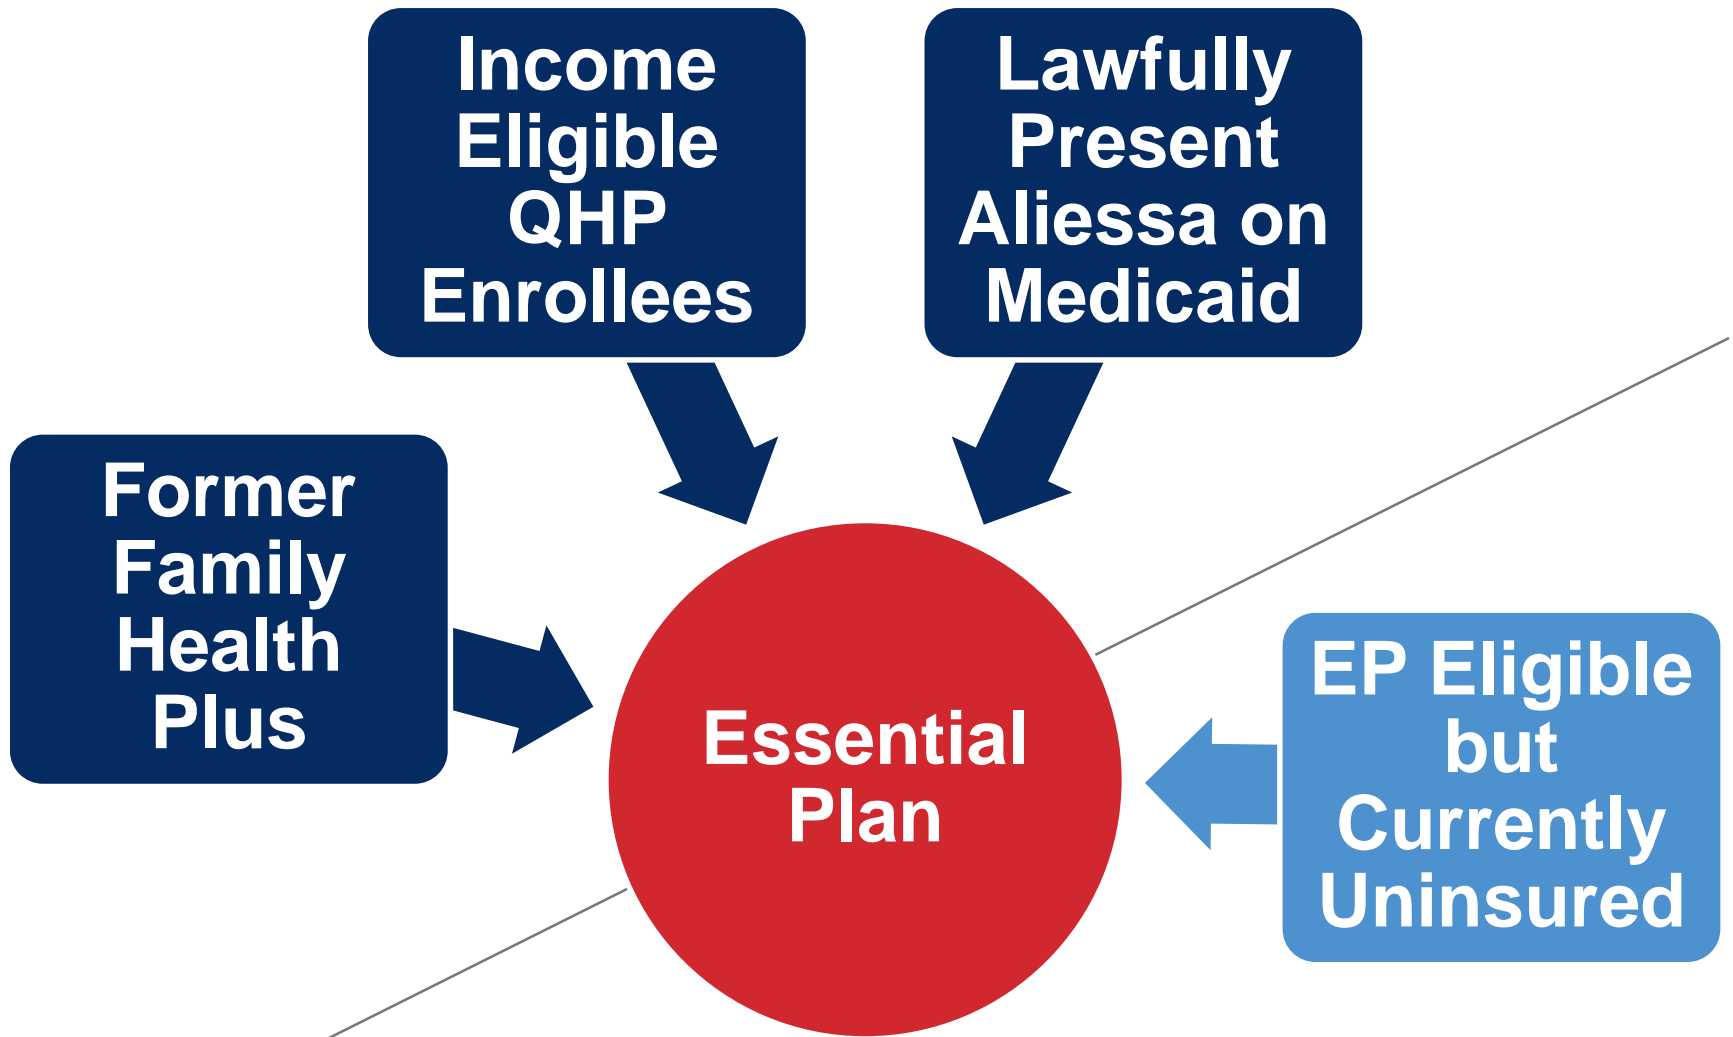 Income
Eligible
QHP
Enrollees
Lawfully
Present
Aliessa on
Medicaid
Former
Family
Health
Plus
Essential
Plan
EP Eligible
but
Currently
Uninsured